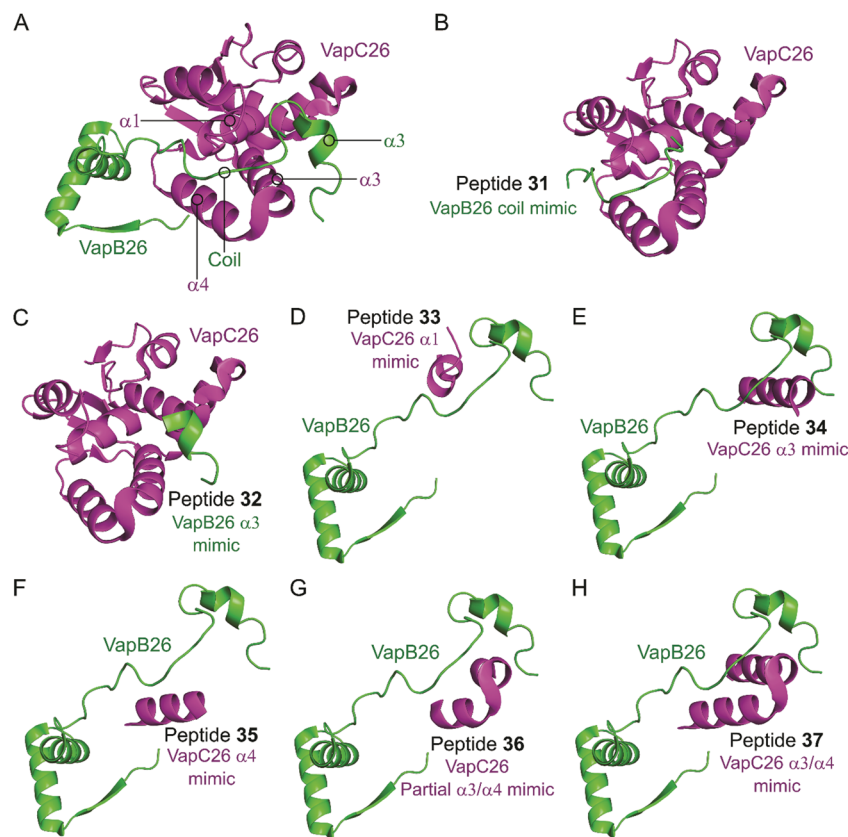 A
VapC26
α1
α3
α3
VapB26
Coil
α4
B
VapC26
Peptide 31
VapB26 coil mimic
C
VapC26
Peptide 32
VapB26 α3
mimic
D
Peptide 33
VapC26 α1
mimic
VapB26
E
VapB26
Peptide 34
VapC26 α3 mimic
F
VapB26
Peptide 35
VapC26 α4
mimic
G
VapB26
Peptide 36
VapC26
Partial α3/α4 mimic
H
VapB26
Peptide 37
VapC26 α3/α4
mimic